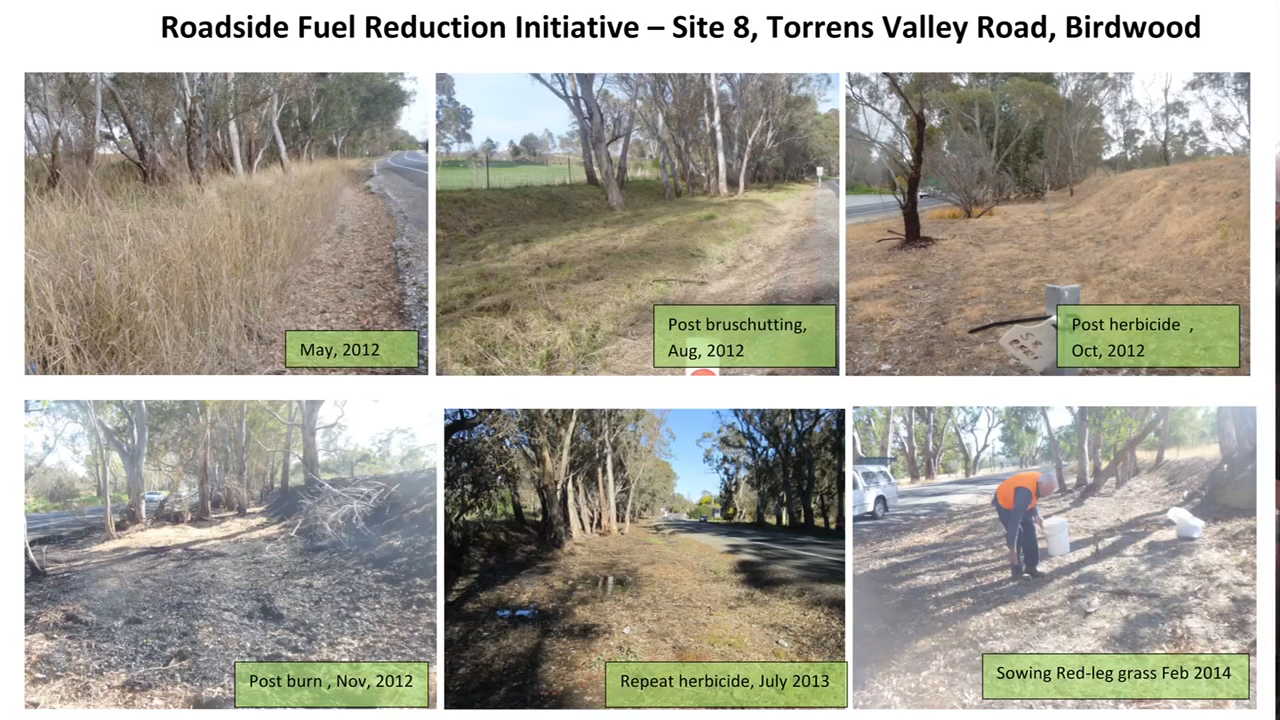 Roadside Fuel Reduction Initiative – Site 8, Torrens Valley Road, Birdwood
May, 2012
Post bruschutting,
Aug, 2012
Post herbicide ,
Oct, 2012
Post burn , Nov, 2012
Repeat herbicide, July 2013
Sowing Red-leg grass Feb 2014